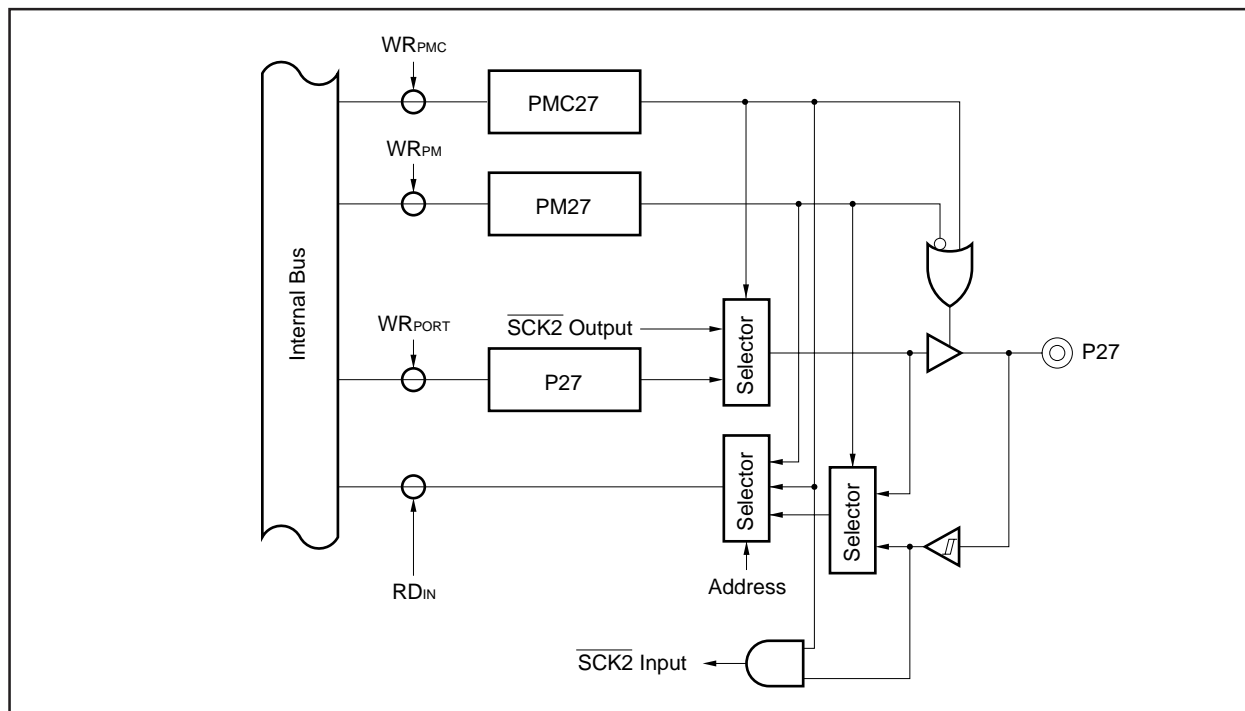 WRPMC
PMC27
WRPM
PM27
Internal Bus
WRPORT
SCK2 Output
P27
Selector
P27
Selector
Selector
RDIN
Address
SCK2 Input